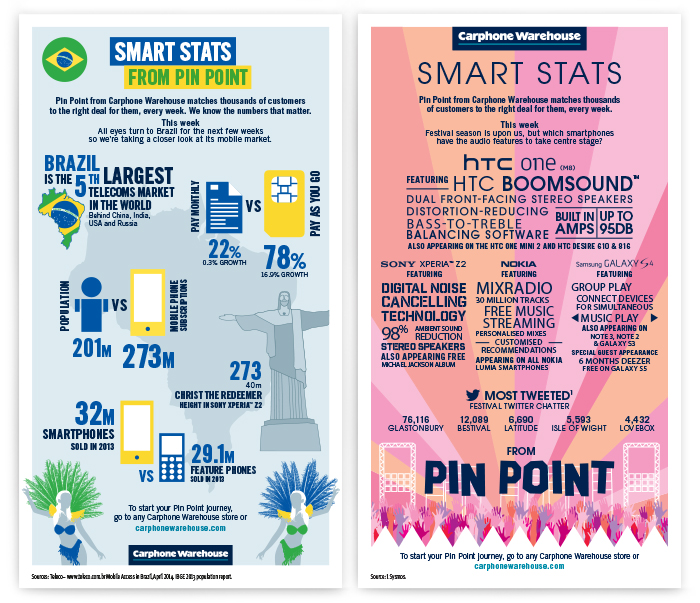 SMART STATS
FROM PIN POINT
Pin Point from Carphone Warehouse matches thousands of customers
to the right deal for them, every week. We know the numbers that matter.
This week
All eyes turn to Brazil for the next few weeks
so we're taking a closer look at its mobile market.
BRAZIL
IS THE 5TH LARGEST
TELECOMS MARKET
IN THE WORLD
Behind China, India,
USA and Russia
PAY MONTHLY
VS
PAY AS YOU GO
22%
0.3% GROWTH
78%
16.9% GROWTH
POPULATION
VS
MOBILE PHONE
SUBSCRIPTIONS
201M
273M
273
40m
CHRIST THE REDEEMER
HEIGHT IN SONY XPERIA™ Z2
32M
SMARTPHONES
SOLD IN 2013
VS
29.1M
FEATURE PHONES
SOLD IN 2013
To start your Pin Point journey,
go to any Carphone Warehouse store or
carphonewarehouse.com
Carphone Warehouse
Sources: Teleco - www.teleco.com.br Mobile Access in Brazil, April 2014. IBGE 2013 population report.
Carphone Warehouse
SMART STATS
Pin Point from Carphone Warehouse matches thousands
of customers to the right deal for them, every week.
This week
Festival season is upon us, but which smartphones
have the audio features to take centre stage?
htc one (M8)
FEATURING HTC BOOMSOUND™
DUAL FRONT-FACING STEREO SPEAKERS
DISTORTION-REDUCING
BASS-TO-TREBLE
BALANCING SOFTWARE
BUILT IN
AMPS
UP TO
95DB
ALSO APPEARING ON THE HTC ONE MINI 2 AND HTC DESIRE 610 & 816
SONY XPERIA™ Z2
FEATURING
DIGITAL NOISE
CANCELLING
TECHNOLOGY
98% AMBIENT SOUND
REDUCTION
STEREO SPEAKERS
ALSO APPEARING FREE
MICHAEL JACKSON ALBUM
NOKIA
FEATURING
MIXRADIO
30 MILLION TRACKS
FREE MUSIC
STREAMING
PERSONALISED MIXES
CUSTOMISED
RECOMMENDATIONS
APPEARING ON ALL NOKIA
LUMIA SMARTPHONES
Samsung GALAXY S4
FEATURING
GROUP PLAY
CONNECT DEVICES
FOR SIMULTANEOUS
MUSIC PLAY
ALSO APPEARING ON
NOTE 3, NOTE 2
& GALAXY S3
SPECIAL GUEST APPEARANCE
6 MONTHS DEEZER
FREE ON GALAXY S5
MOST TWEETED¹
FESTIVAL TWITTER CHATTER
76,116
GLASTONBURY
12,089
BESTIVAL
6,690
LATITUDE
5,593
ISLE OF WIGHT
4,432
LOVEBOX
FROM
PIN POINT
To start your Pin Point journey, go to any Carphone Warehouse store or
carphonewarehouse.com
Source: 1. Sysmos.